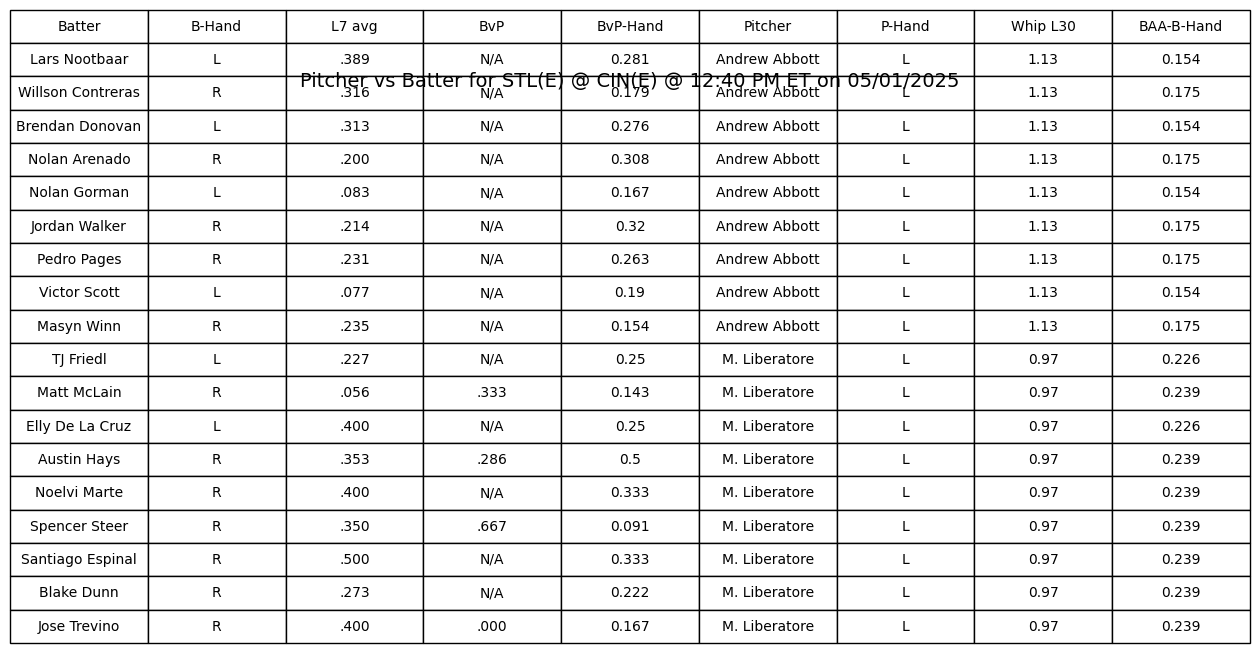 Batter B-Hand L7 avg BvP BvP-Hand Pitcher P-Hand Whip L30 BAA-B-Hand
Lars Nootbaar L .389 N/A 0.281 Andrew Abbott L 1.13 0.154
Pitcher vs Batter for STL(E) @ CIN(E) @ 12:40 PM ET on 05/01/2025
Willson Contreras R .316 N/A 0.179 Andrew Abbott L 1.13 0.175
Brendan Donovan L .313 N/A 0.276 Andrew Abbott L 1.13 0.154
Nolan Arenado R .200 N/A 0.308 Andrew Abbott L 1.13 0.175
Nolan Gorman L .083 N/A 0.167 Andrew Abbott L 1.13 0.154
Jordan Walker R .214 N/A 0.32 Andrew Abbott L 1.13 0.175
Pedro Pages R .231 N/A 0.263 Andrew Abbott L 1.13 0.175
Victor Scott L .077 N/A 0.19 Andrew Abbott L 1.13 0.154
Masyn Winn R .235 N/A 0.154 Andrew Abbott L 1.13 0.175
TJ Friedl L .227 N/A 0.25 M. Liberatore L 0.97 0.226
Matt McLain R .056 .333 0.143 M. Liberatore L 0.97 0.239
Elly De La Cruz L .400 N/A 0.25 M. Liberatore L 0.97 0.226
Austin Hays R .353 .286 0.5 M. Liberatore L 0.97 0.239
Noelvi Marte R .400 N/A 0.333 M. Liberatore L 0.97 0.239
Spencer Steer R .350 .667 0.091 M. Liberatore L 0.97 0.239
Santiago Espinal R .500 N/A 0.333 M. Liberatore L 0.97 0.239
Blake Dunn R .273 N/A 0.222 M. Liberatore L 0.97 0.239
Jose Trevino R .400 .000 0.167 M. Liberatore L 0.97 0.239